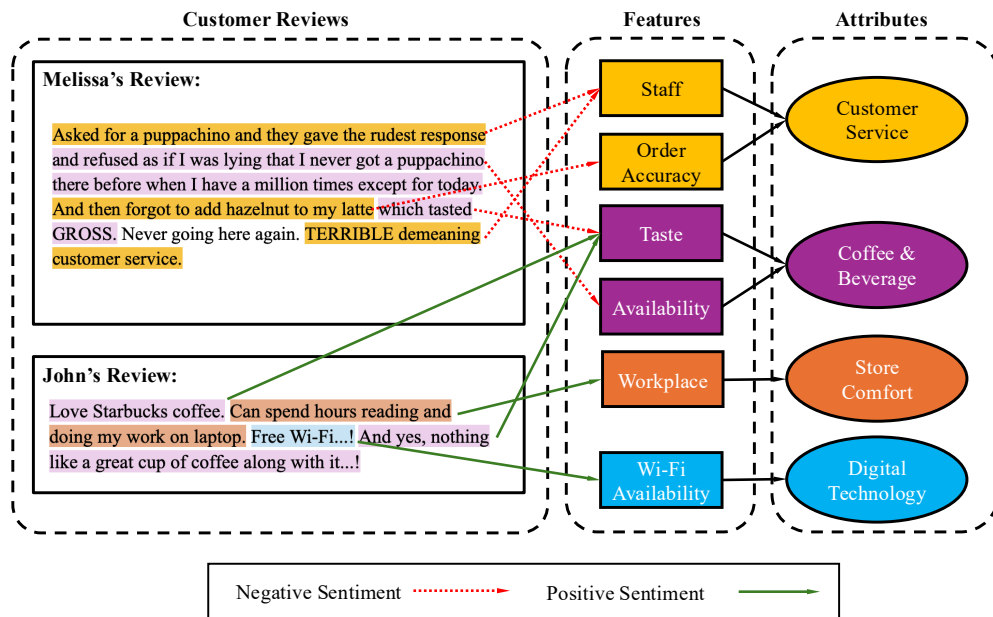 Customer Reviews
Features
Attributes
Melissa's Review:
Asked for a puppachino and they gave the rudest response
and refused as if I was lying that I never got a puppachino
there before when I have a million times except for today.
And then forgot to add hazelnut to my latte which tasted
GROSS. Never going here again. TERRIBLE demeaning
customer service.
John's Review:
Love Starbucks coffee. Can spend hours reading and
doing my work on laptop. Free Wi-Fi...! And yes, nothing
like a great cup of coffee along with it...!
Staff
Order
Accuracy
Taste
Availability
Workplace
Wi-Fi
Availability
Customer
Service
Coffee &
Beverage
Store
Comfort
Digital
Technology
Negative Sentiment
Positive Sentiment